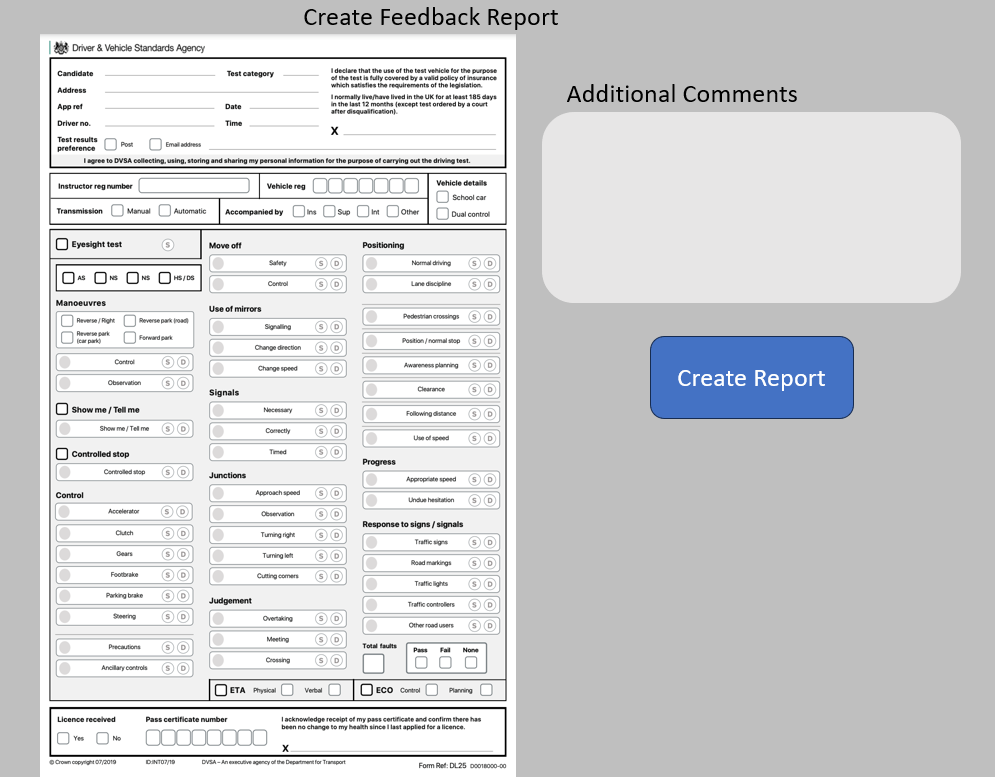 Create Feedback Report
Driver & Vehicle Standards Agency
Candidate
Test category
Address
App ref
Date
Driver no.
Time
Test results
preference
Post
Email address
I declare that the use of the test vehicle for the purpose
of the test is fully covered by a valid policy of insurance
which satisfies the requirements of the legislation.
I normally live/have lived in the UK for at least 185 days
in the last 12 months (except test ordered by a court
after disqualification).
X
I agree to DVSA collecting, using, storing and sharing my personal information for the purpose of carrying out the driving test.
Instructor reg number
Vehicle reg
Vehicle details
School car
Dual control
Transmission
Manual
Automatic
Accompanied by
Ins
Sup
Int
Other
Eyesight test S
AS NS NS HS / DS
Manoeuvres
Reverse / Right
Reverse park (road)
Reverse park
(car park)
Forward park
Control S D
Observation S D
Show me / Tell me
Show me / Tell me S D
Controlled stop
Controlled stop S D
Control
Accelerator S D
Clutch S D
Gears S D
Footbrake S D
Parking brake S D
Steering S D
Precautions S D
Ancillary controls S D
Move off
Safety S D
Control S D
Use of mirrors
Signalling S D
Change direction S D
Change speed S D
Signals
Necessary S D
Correctly S D
Timed S D
Junctions
Approach speed S D
Observation S D
Turning right S D
Turning left S D
Cutting corners S D
Judgement
Overtaking S D
Meeting S D
Crossing S D
Positioning
Normal driving S D
Lane discipline S D
Pedestrian crossings S D
Position / normal stop S D
Awareness planning S D
Clearance S D
Following distance S D
Use of speed S D
Progress
Appropriate speed S D
Undue hesitation S D
Response to signs / signals
Traffic signs S D
Road markings S D
Traffic lights S D
Traffic controllers S D
Other road users S D
Total faults
Pass Fail None
ETA Physical Verbal
ECO Control Planning
Licence received
Yes No
Pass certificate number
I acknowledge receipt of my pass certificate and confirm there has
been no change to my health since I last applied for a licence.
X
© Crown copyright 07/2019
ID:INT07/19
DVSA – An executive agency of the Department for Transport
Form Ref: DL25 D0018000-00
Additional Comments
Create Report